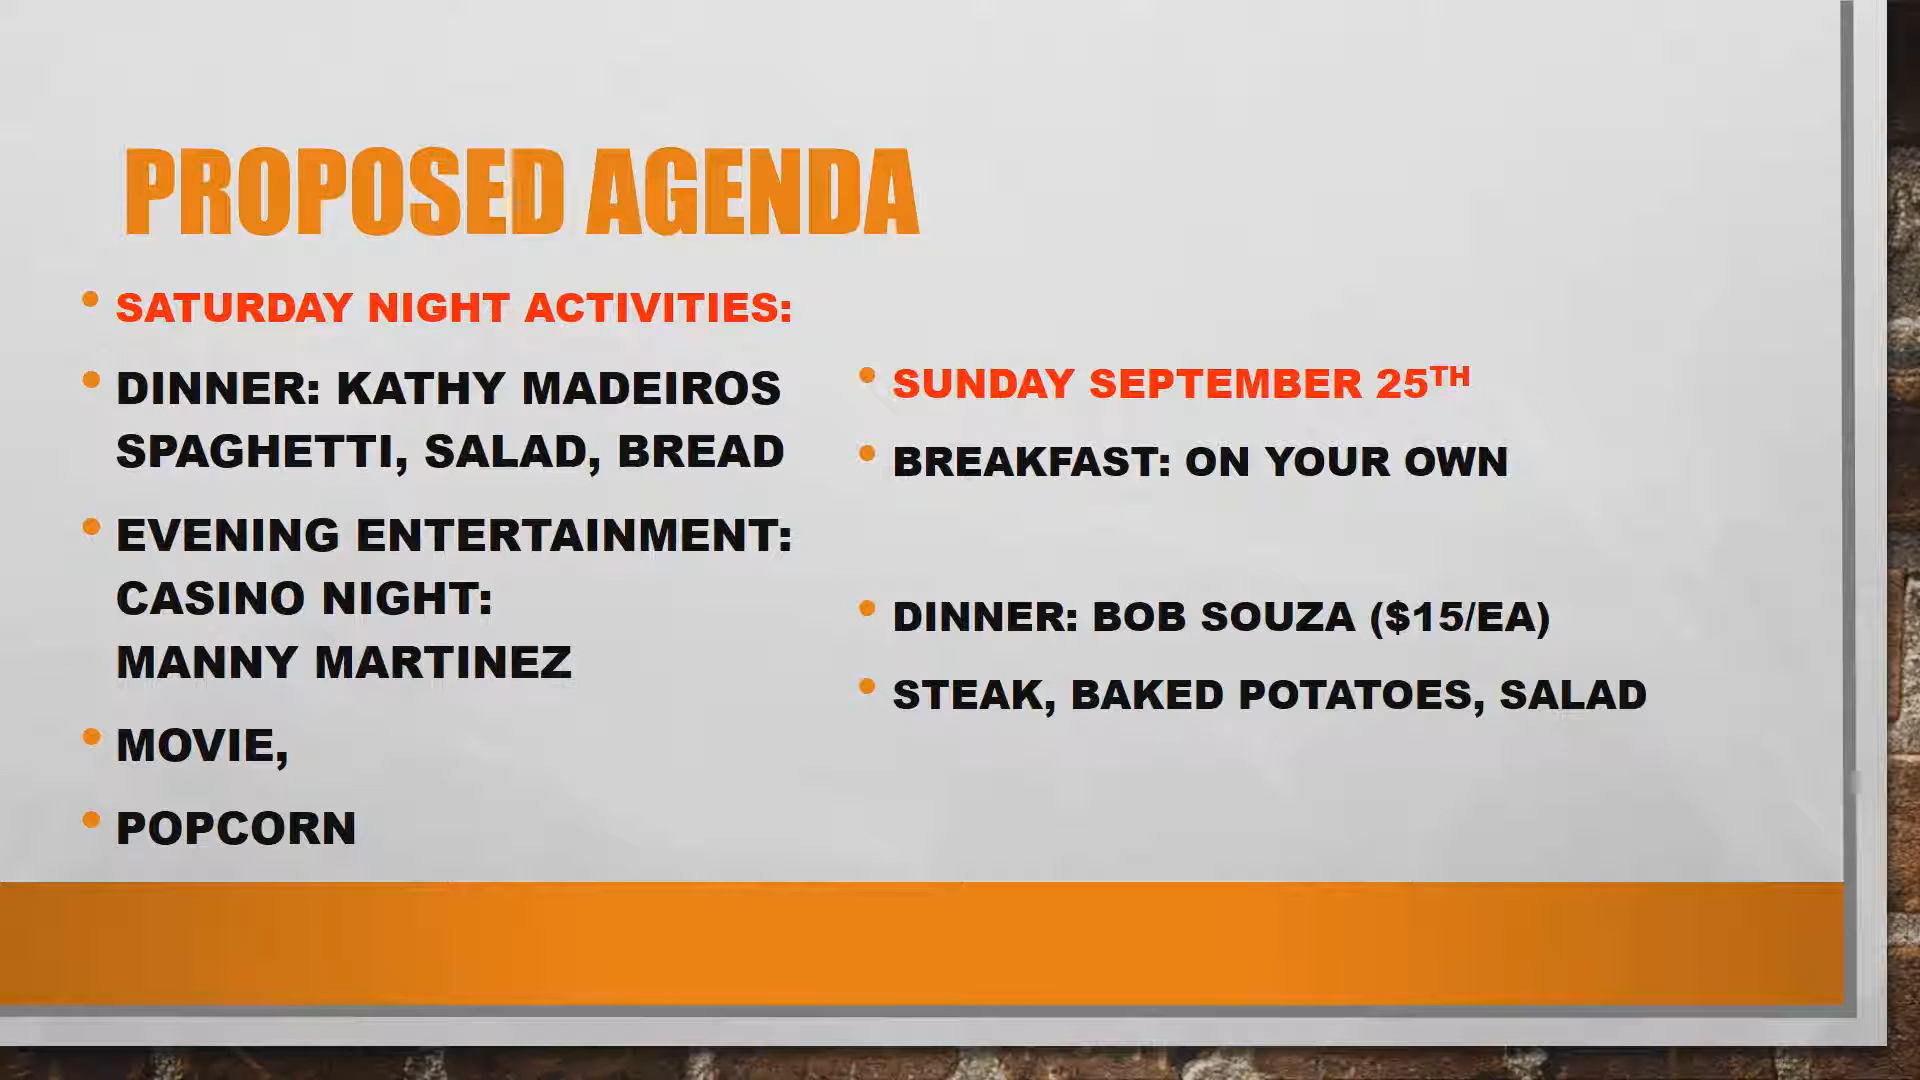 PROPOSED AGENDA
• SATURDAY NIGHT ACTIVITIES:
• DINNER: KATHY MADEIROS
SPAGHETTI, SALAD, BREAD
• EVENING ENTERTAINMENT:
CASINO NIGHT:
MANNY MARTINEZ
• MOVIE,
• POPCORN
• SUNDAY SEPTEMBER 25TH
• BREAKFAST: ON YOUR OWN
• DINNER: BOB SOUZA ($15/EA)
• STEAK, BAKED POTATOES, SALAD